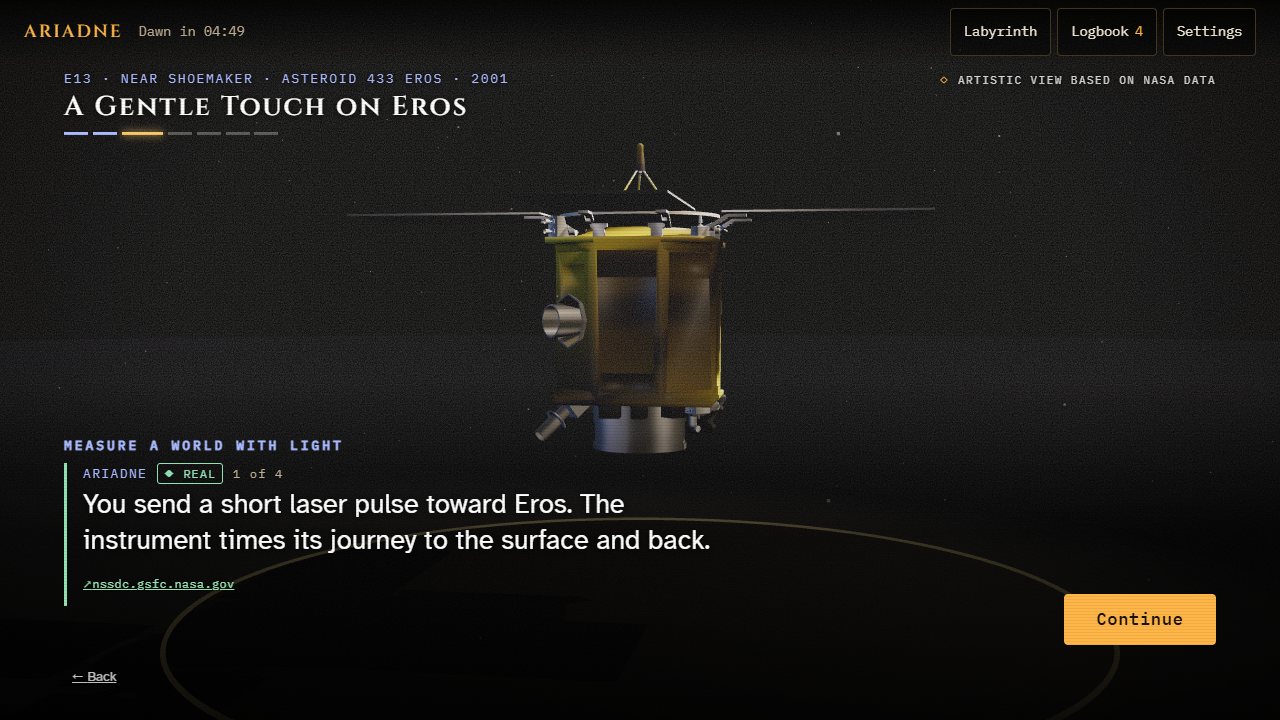 ARIADNE Dawn in 04:49 Labyrinth Logbook 4 Settings
E13 · NEAR SHOEMAKER · ASTEROID 433 EROS · 2001
◇ ARTISTIC VIEW BASED ON NASA DATA
A Gentle Touch on Eros
MEASURE A WORLD WITH LIGHT
ARIADNE ◆ REAL 1 of 4
You send a short laser pulse toward Eros. The
instrument times its journey to the surface and back.
↗nssdc.gsfc.nasa.gov
Continue
← Back